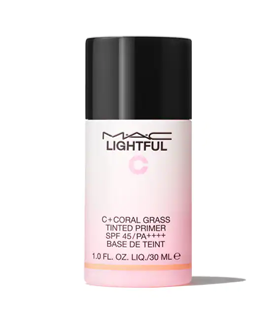 MAC
LIGHTFUL
C
C + CORAL GRASS
TINTED PRIMER
SPF 45 / PA++++
BASE DE TEINT
1.0 FL. OZ. LIQ./30 ML ℮